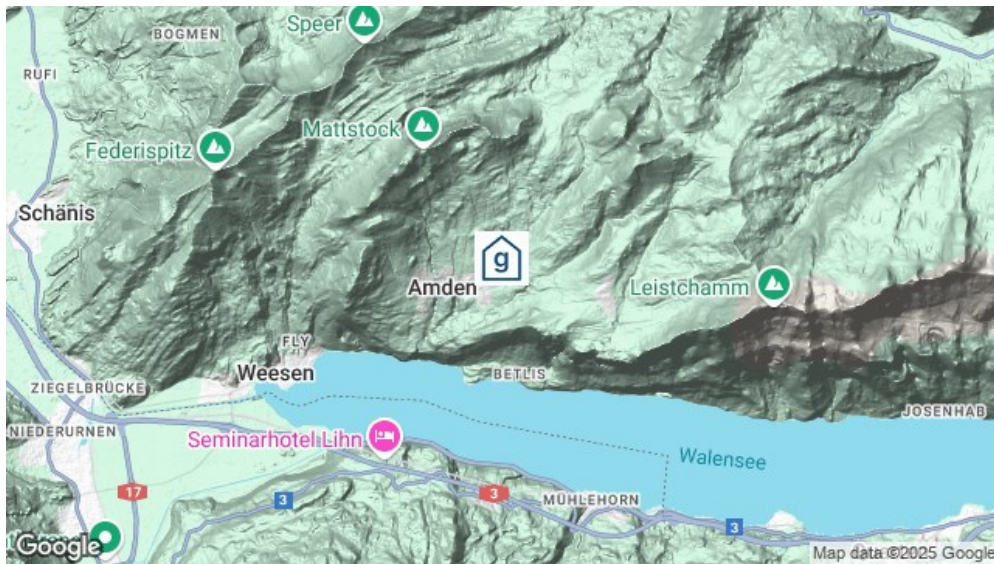 Speer
BOGMEN
RUFI
Mattstock
Federispitz
Schänis
g
Amden
Leistchamm
FLY
Weesen
BETLIS
ZIEGELBRÜCKE
JOSENHAB
NIEDERURNEN
Seminarhotel Lihn
Walensee
17
3
3
MÜHLEHORN
3
Google
Map data ©2025 Google